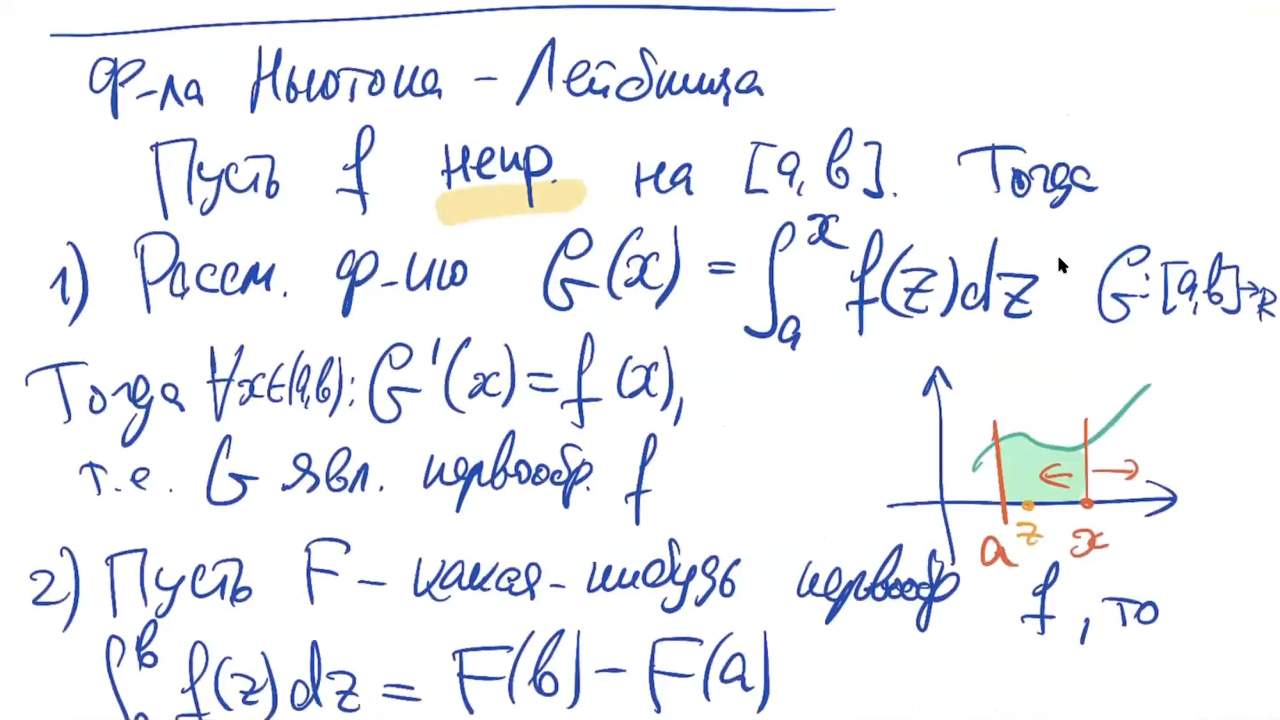 Ф-ла Ньютона - Лейбница
Пусть f непр. на [a, b]. Тогда
1) Рассм. ф-ию G(x) = ∫ₐˣ f(z)dz. G: [a,b]→R
Тогда ∀x∈(a,b): G'(x) = f(x),
т.е. G явл. первообр. f
a z x
2) Пусть F - какая-нибудь первообр f, то
∫ₐᵇ f(z)dz = F(b) - F(a)